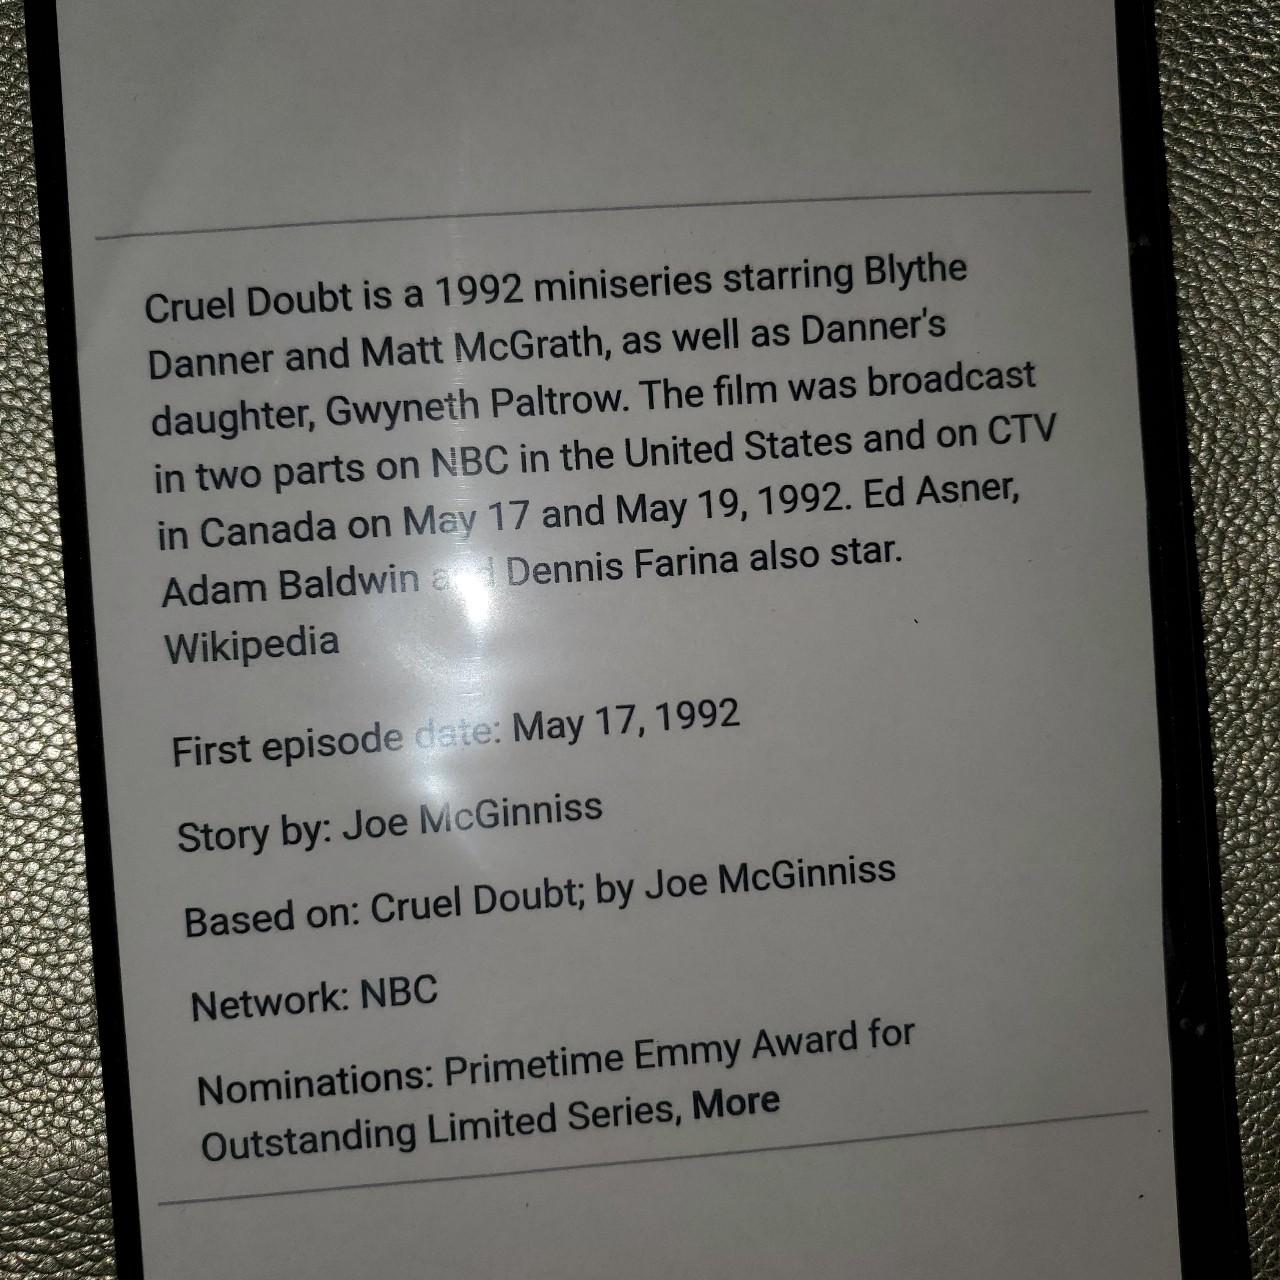 Cruel Doubt is a 1992 miniseries starring Blythe
Danner and Matt McGrath, as well as Danner's
daughter, Gwyneth Paltrow. The film was broadcast
in two parts on NBC in the United States and on CTV
in Canada on May 17 and May 19, 1992. Ed Asner,
Adam Baldwin and Dennis Farina also star.
Wikipedia
First episode date: May 17, 1992
Story by: Joe McGinniss
Based on: Cruel Doubt; by Joe McGinniss
Network: NBC
Nominations: Primetime Emmy Award for
Outstanding Limited Series, More